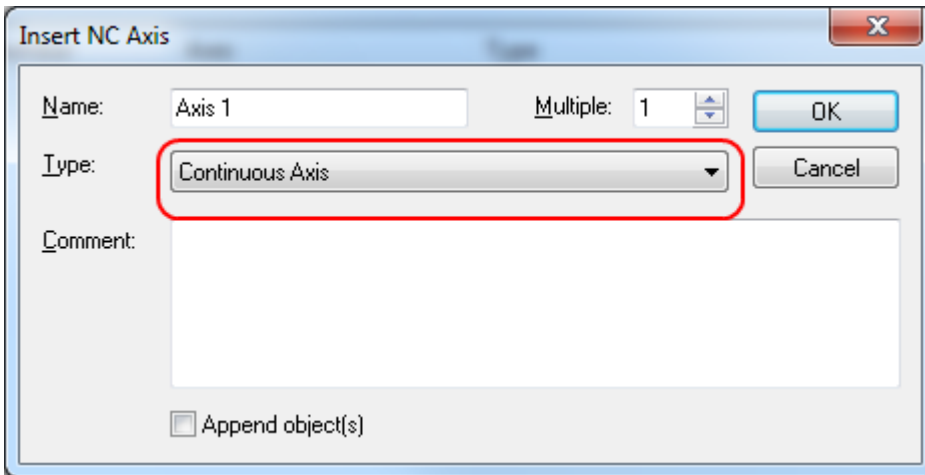 Insert NC Axis
Name: Axis 1 Multiple: 1 OK
Type: Continuous Axis Cancel
Comment:
Append object(s)